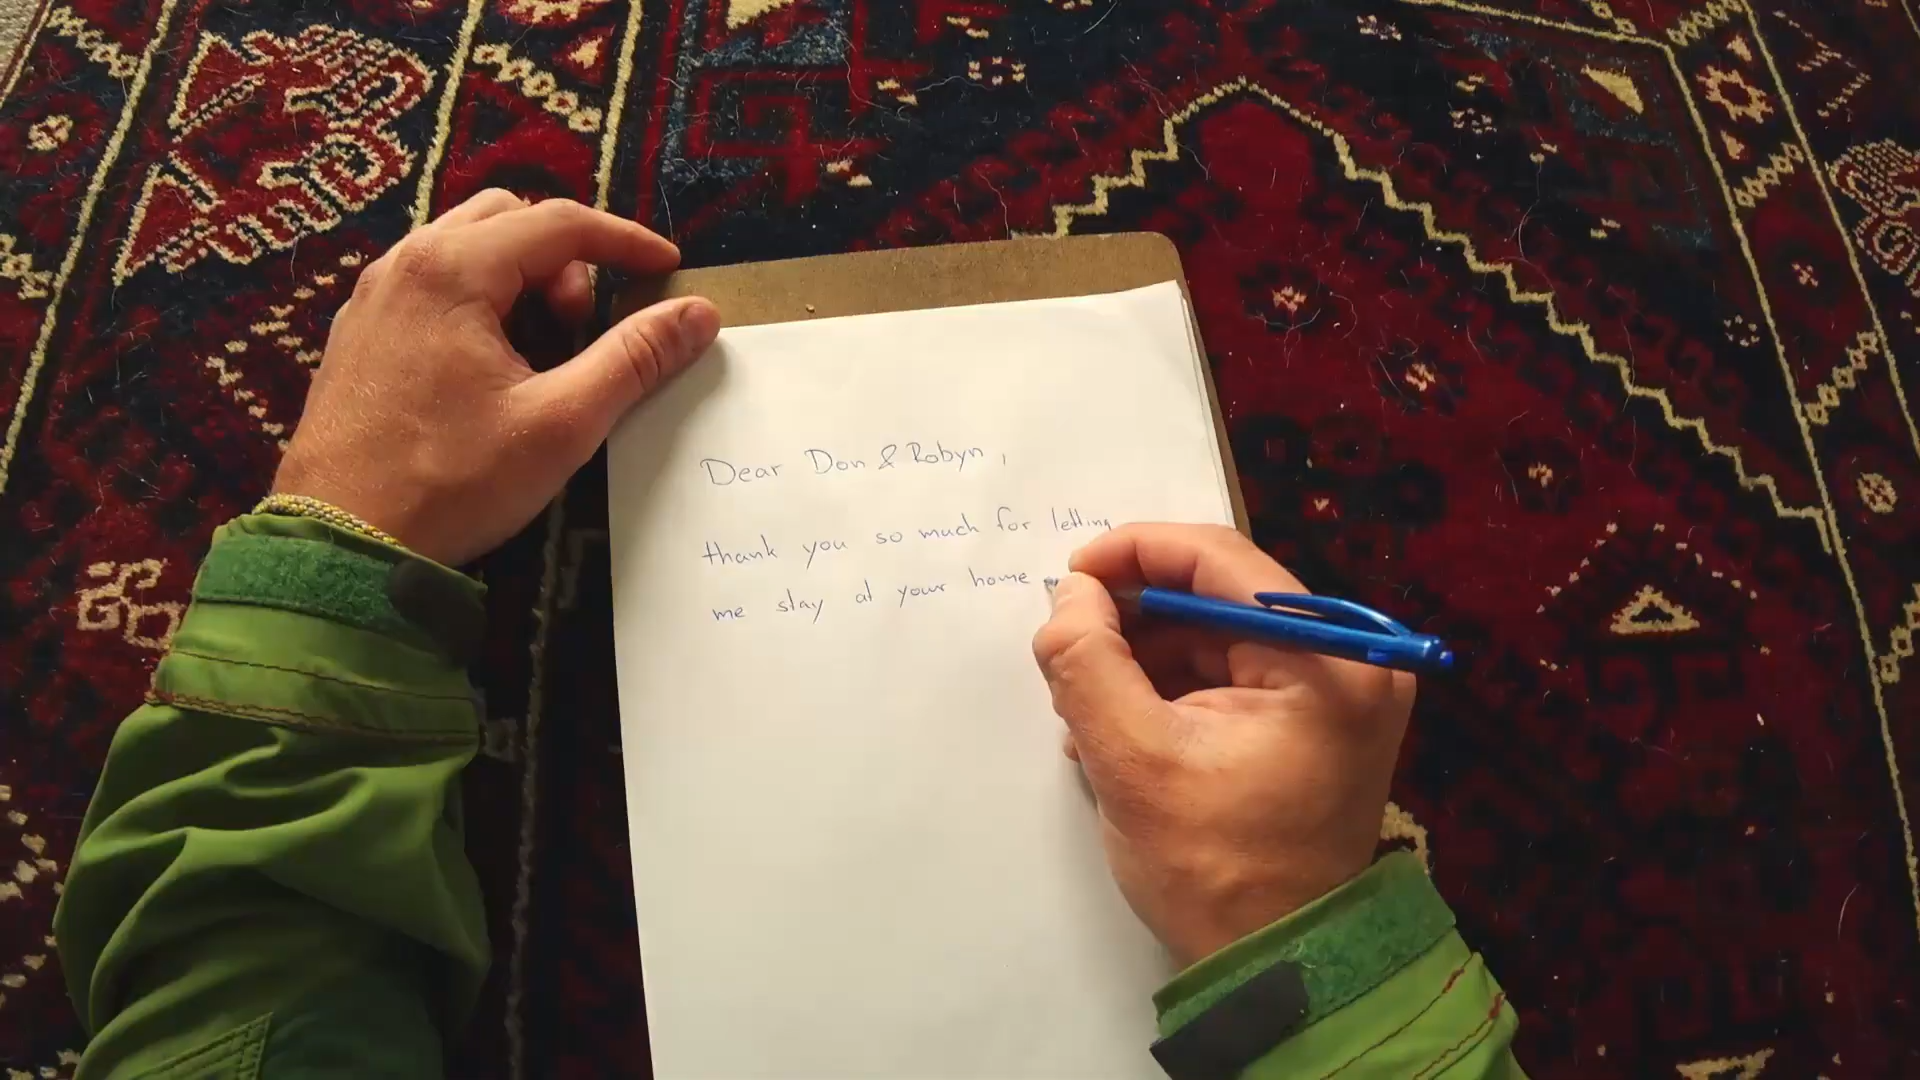 Dear Don & Robyn,
thank you so much for letting
me stay at your home